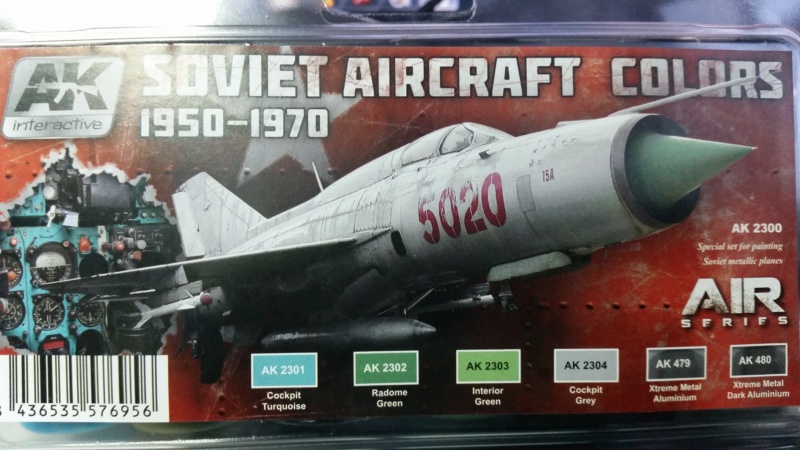 AK
interactive
SOVIET AIRCRAFT COLORS
1950-1970
5020
15A
AK 2300
Special set for painting
Soviet metallic planes
AIR
SERIES
AK 2301
Cockpit
Turquoise
AK 2302
Radome
Green
AK 2303
Interior
Green
AK 2304
Cockpit
Grey
AK 479
Xtreme Metal
Aluminium
AK 480
Xtreme Metal
Dark Aluminium
436535 576956